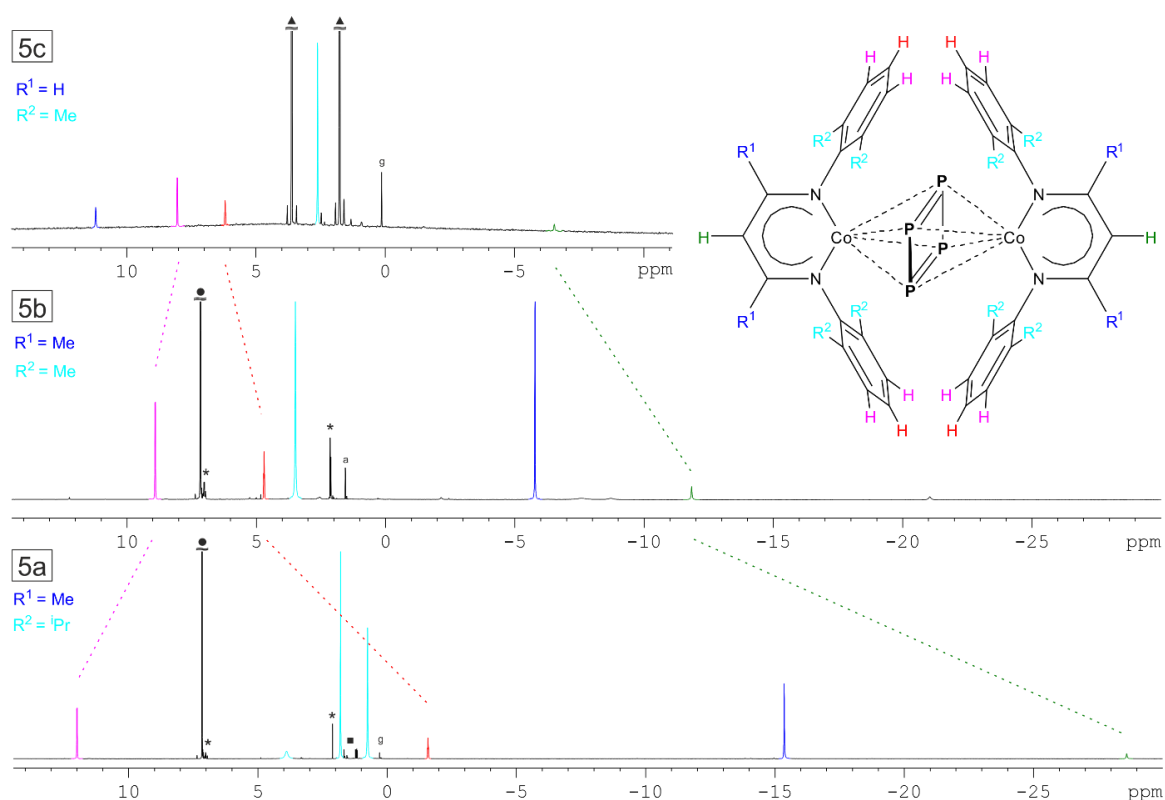 5c
R¹ = H
R² = Me
▲ ▲
g
10 5 0 -5 ppm
5b
R¹ = Me
R² = Me
●
*
*
a
10 5 0 -5 -10 -15 -20 -25 ppm
5a
R¹ = Me
R² = ⁱPr
●
*
*
■
g
10 5 0 -5 -10 -15 -20 -25 ppm
H H
H H H H
R² R² R² R²
R¹ R¹
N P N
H Co P P Co H
N P N
R¹ R¹
R² R² R² R²
H H H H
H H